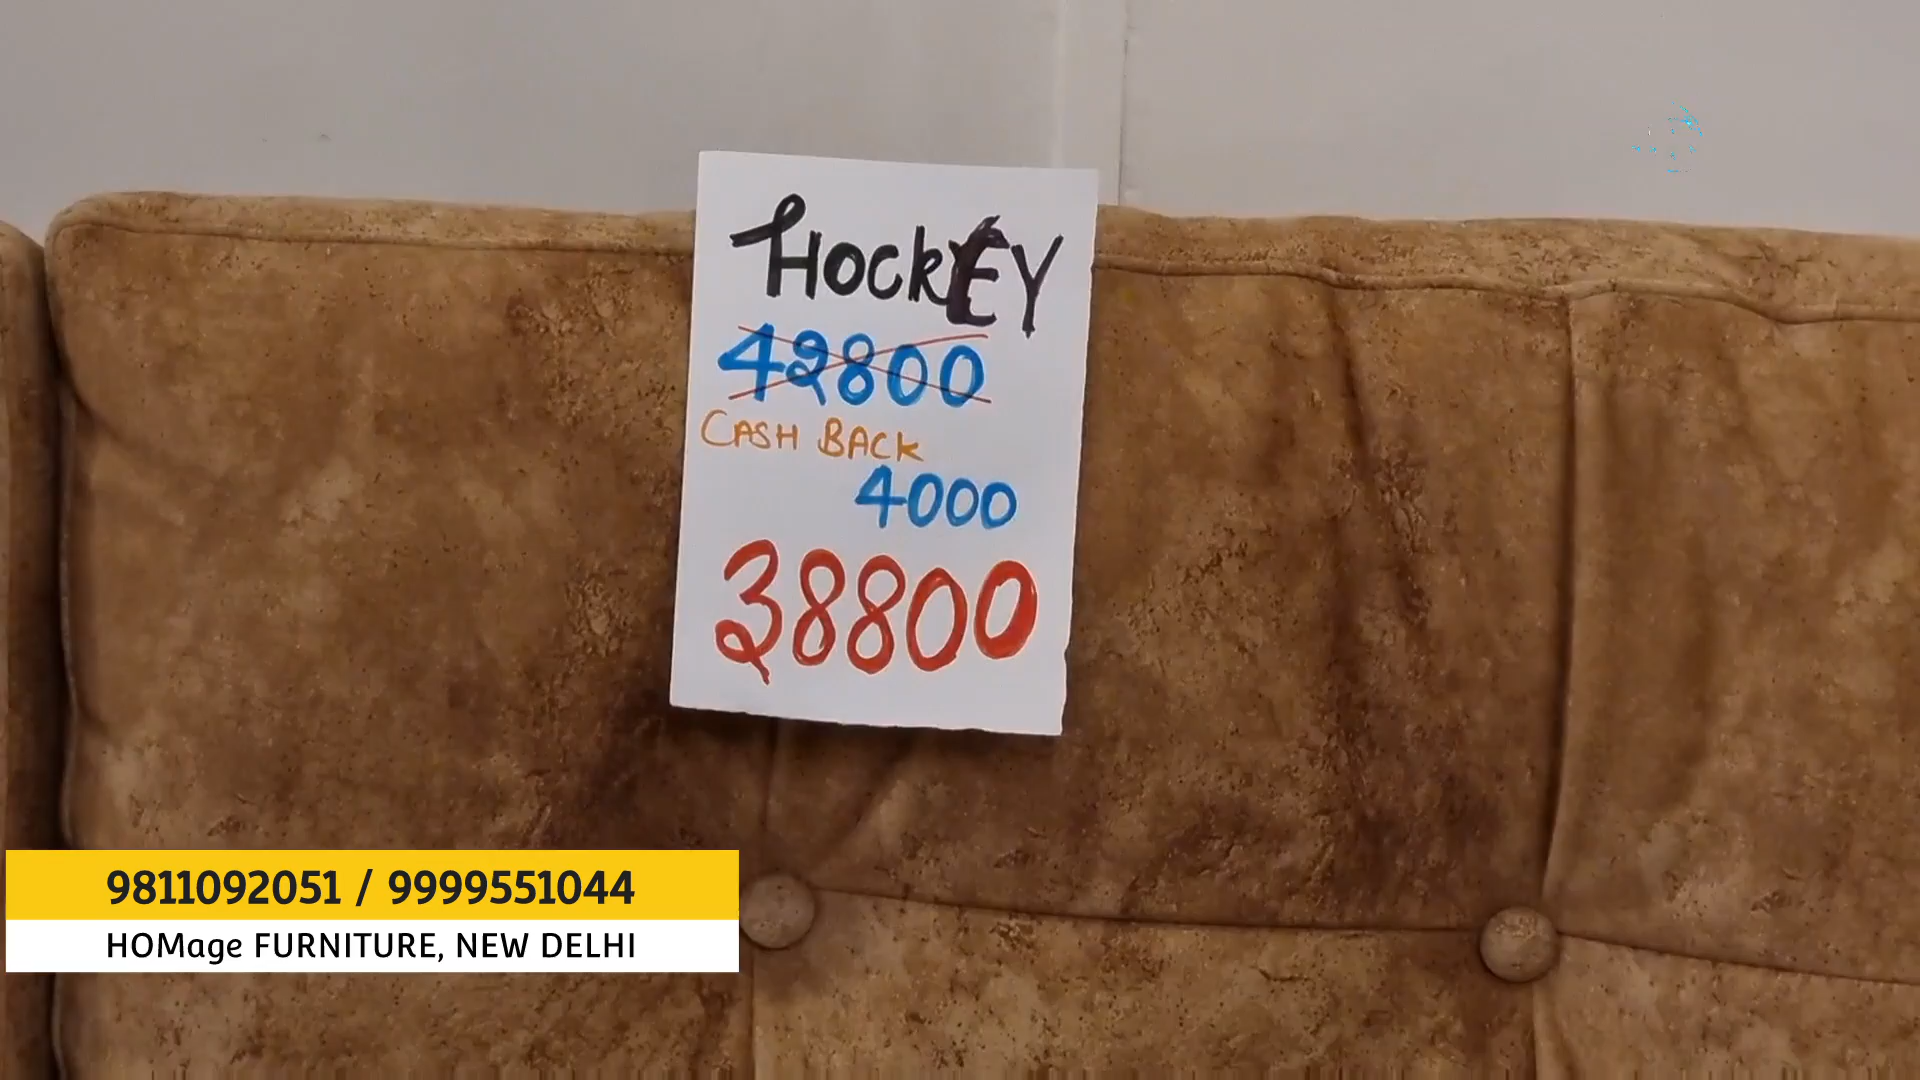 HOCKEY
42800
CASH BACK
4000
38800
9811092051 / 9999551044
HOMage FURNITURE, NEW DELHI